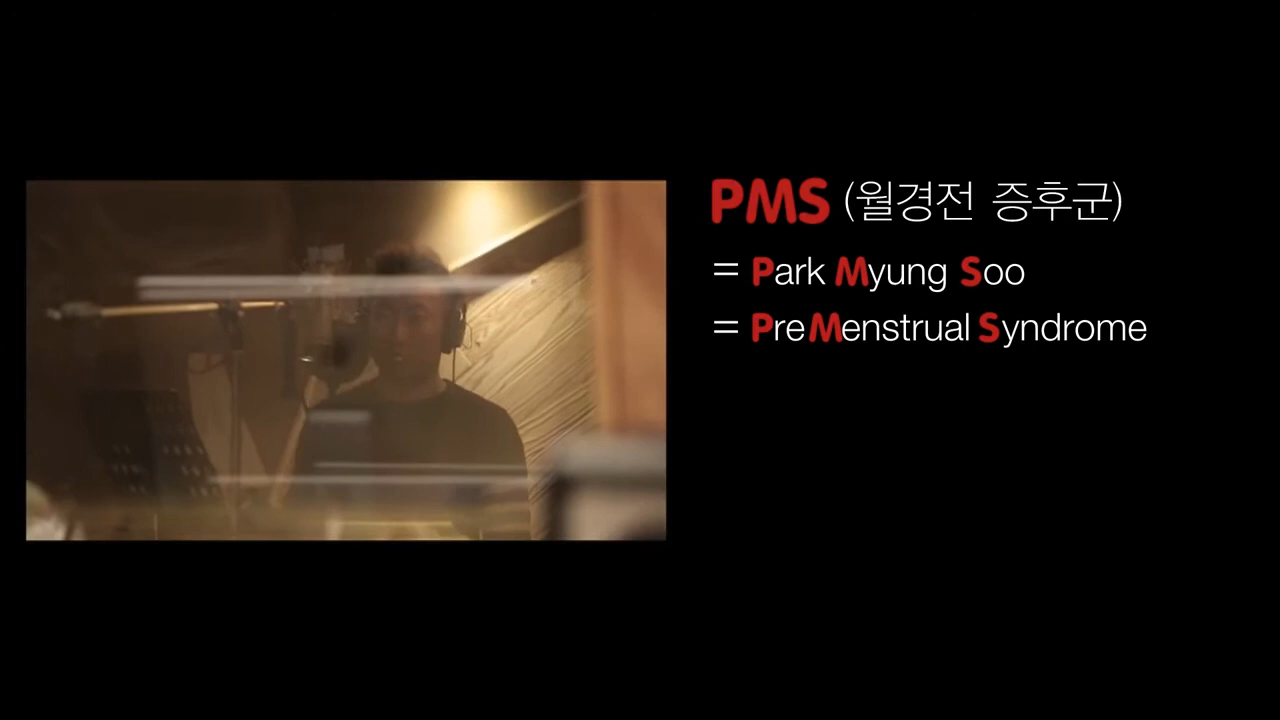 PMS (월경전 증후군)
= Park Myung Soo
= PreMenstrual Syndrome